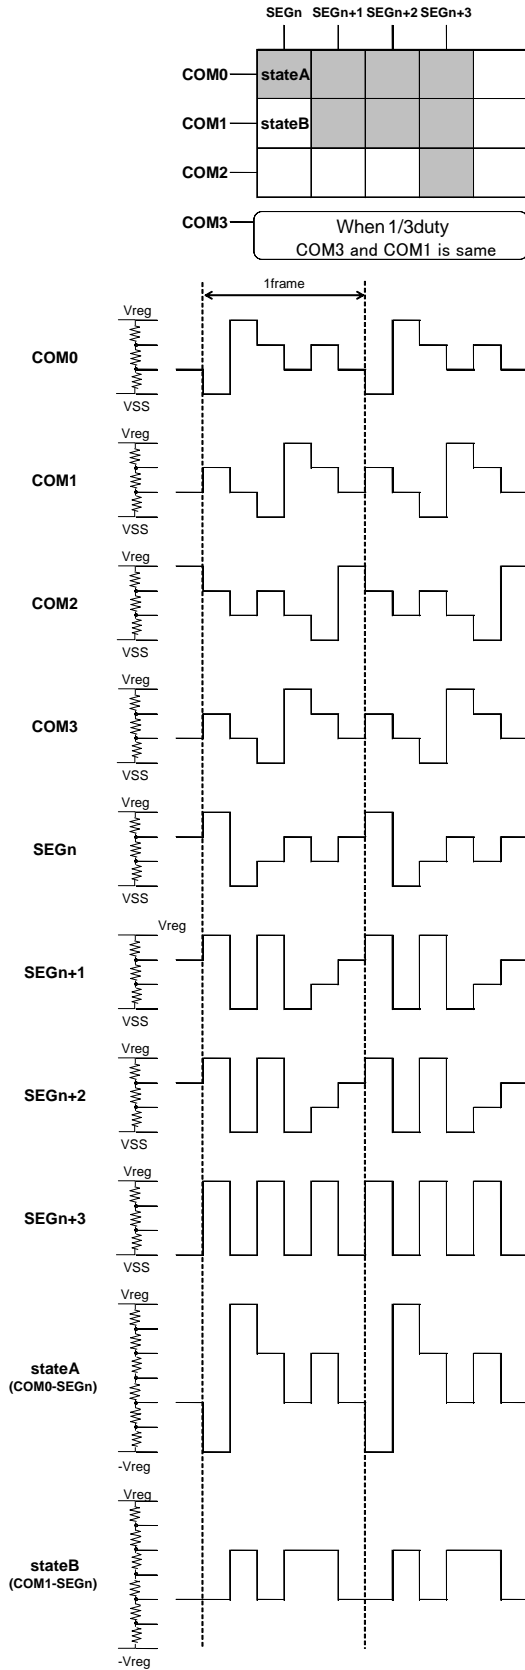 SEGn SEGn+1 SEGn+2 SEGn+3
COM0 stateA
COM1 stateB
COM2
COM3 When 1/3duty
COM3 and COM1 is same
1frame
Vreg
COM0
VSS
Vreg
COM1
VSS
Vreg
COM2
VSS
Vreg
COM3
VSS
Vreg
SEGn
VSS
Vreg
SEGn+1
VSS
Vreg
SEGn+2
VSS
Vreg
SEGn+3
VSS
Vreg
stateA
(COM0-SEGn)
-Vreg
Vreg
stateB
(COM1-SEGn)
-Vreg